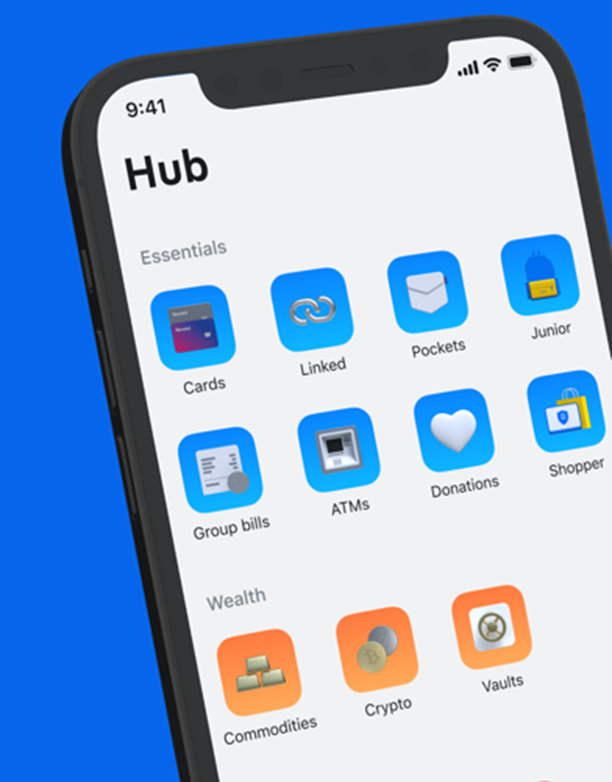 9:41
Hub
Essentials
Cards
Linked
Pockets
Junior
Group bills
ATMs
Donations
Shopper
Wealth
Commodities
Crypto
Vaults